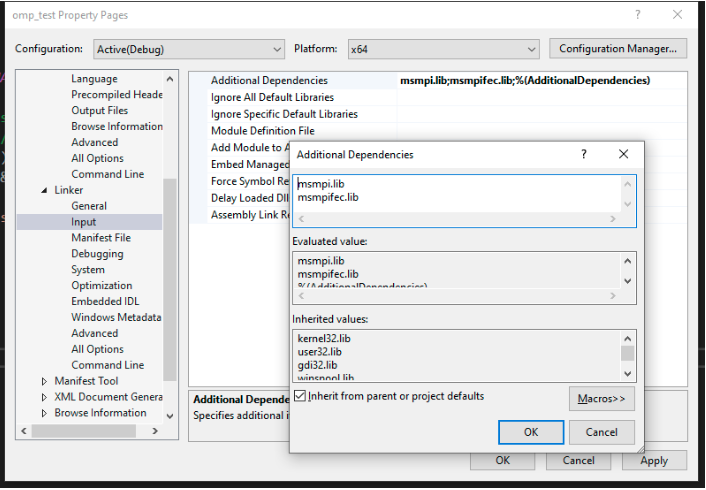 omp_test Property Pages
?
Configuration: Active(Debug) Platform: x64 Configuration Manager...
Language
Precompiled Heade
Output Files
Browse Information
Advanced
All Options
Command Line
Linker
General
Input
Manifest File
Debugging
System
Optimization
Embedded IDL
Windows Metadata
Advanced
All Options
Command Line
Manifest Tool
XML Document Genera
Browse Information
Additional Dependencies msmpi.lib;msmpifec.lib;%(AdditionalDependencies)
Ignore All Default Libraries
Ignore Specific Default Libraries
Module Definition File
Add Module to A
Embed Managed
Force Symbol Re
Delay Loaded Dll
Assembly Link Re
Additional Depende
Specifies additional i
Additional Dependencies
?
msmpi.lib
msmpifec.lib
Evaluated value:
msmpi.lib
msmpifec.lib
%(AdditionalDependencies)
Inherited values:
kernel32.lib
user32.lib
gdi32.lib
winspool.lib
Inherit from parent or project defaults
Macros>>
OK Cancel
OK Cancel Apply